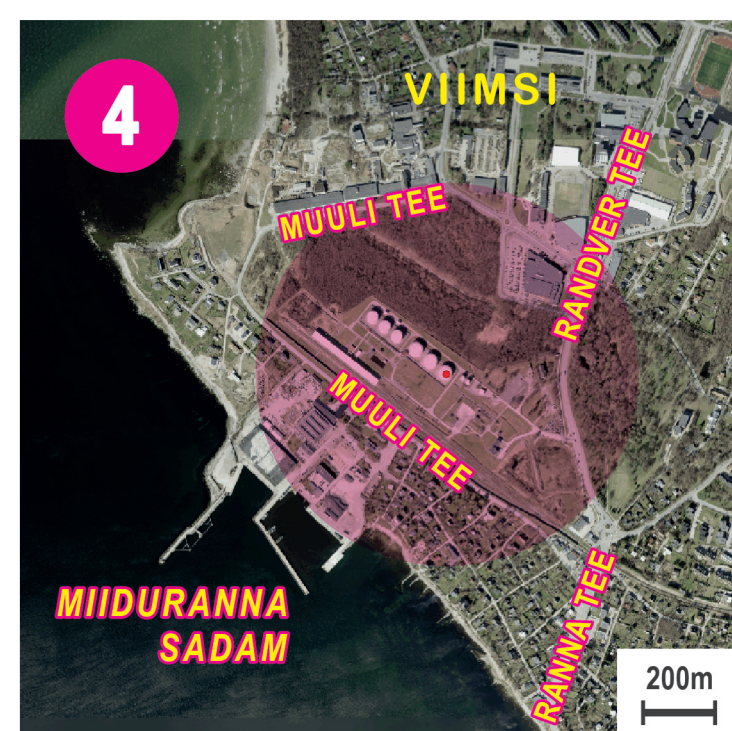 4
VIIMSI
MUULI TEE
RANDVER TEE
MUULI TEE
MIIDURANNA
SADAM
RANNA TEE
200m